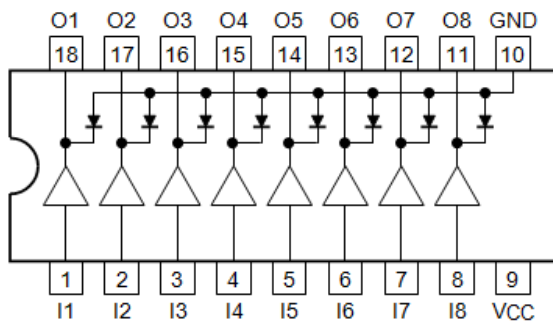 O1 O2 O3 O4 O5 O6 O7 O8 GND
18 17 16 15 14 13 12 11 10
1 2 3 4 5 6 7 8 9
I1 I2 I3 I4 I5 I6 I7 I8 VCC